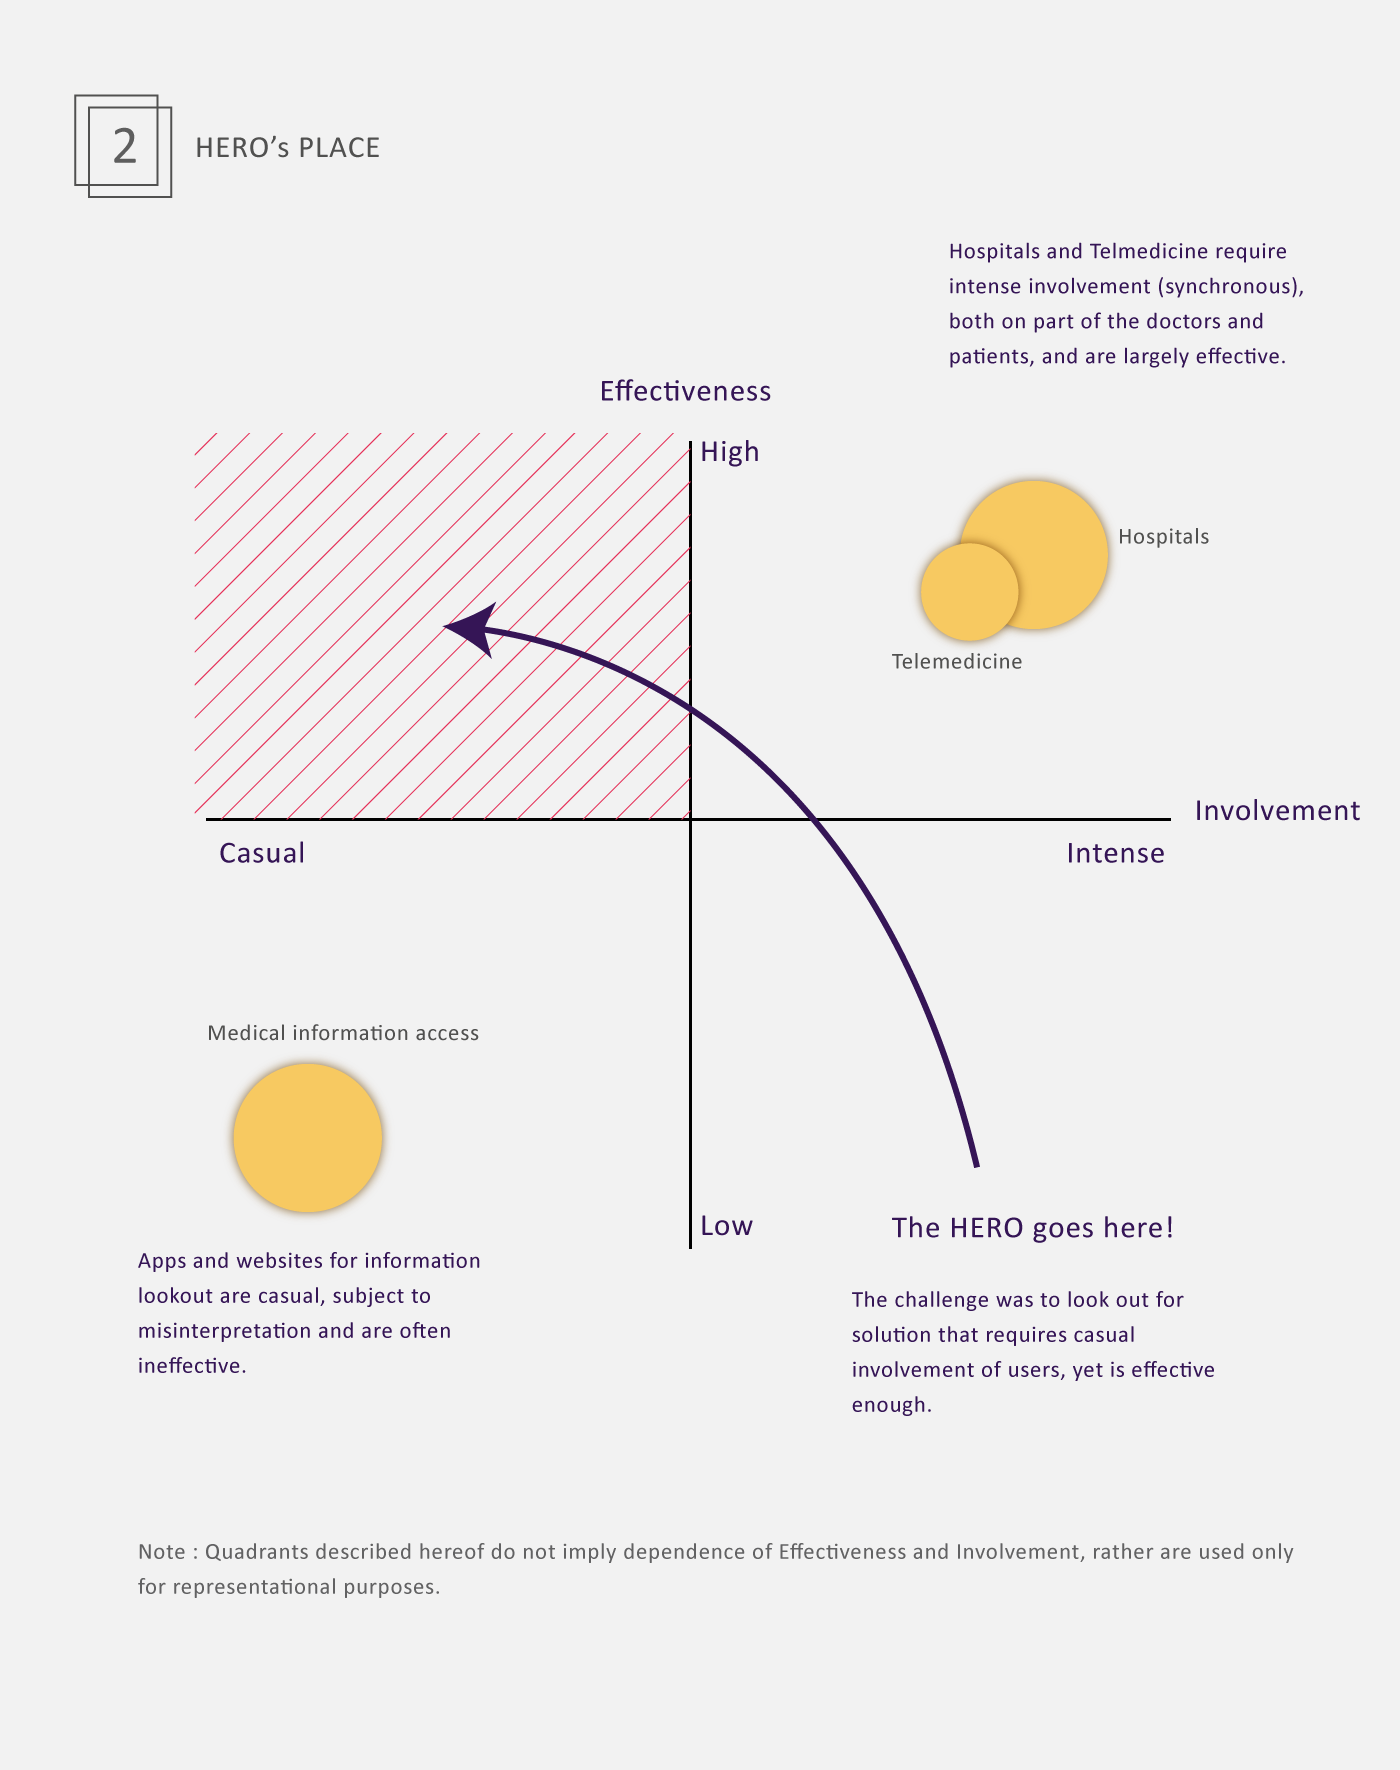 2
HERO’s PLACE
Hospitals and Telmedicine require
intense involvement (synchronous),
both on part of the doctors and
patients, and are largely effective.
Effectiveness
High
Hospitals
Telemedicine
Involvement
Casual
Intense
Medical information access
Low
The HERO goes here!
Apps and websites for information
lookout are casual, subject to
misinterpretation and are often
ineffective.
The challenge was to look out for
solution that requires casual
involvement of users, yet is effective
enough.
Note : Quadrants described hereof do not imply dependence of Effectiveness and Involvement, rather are used only
for representational purposes.